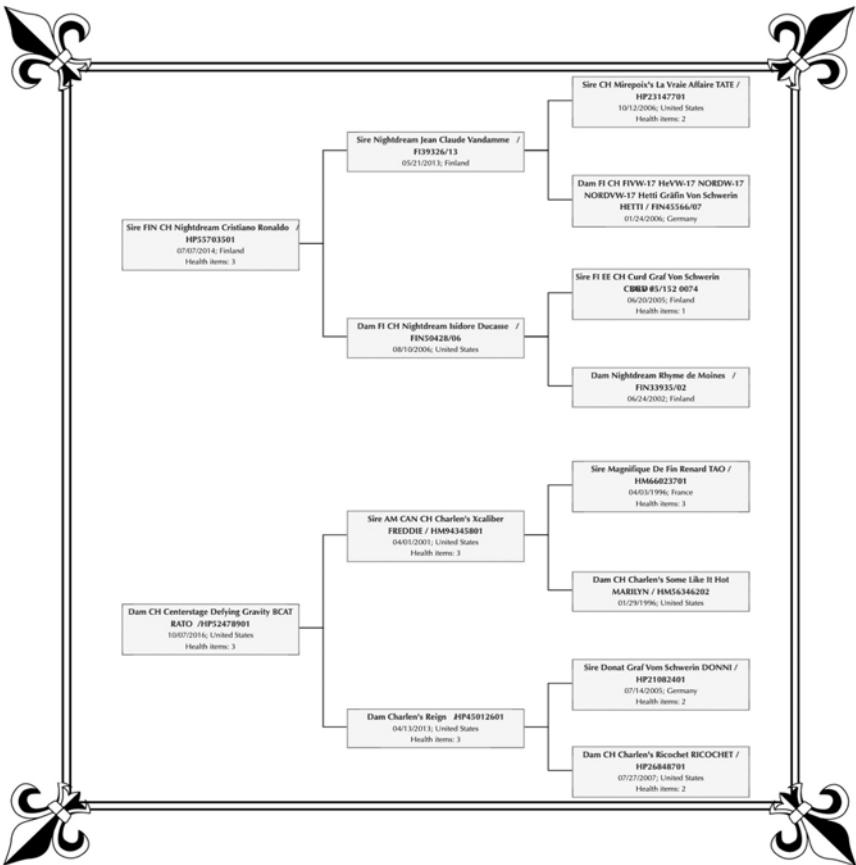 Sire CH Mirepoix's La Vraie Affaire TATE /
HP23147701
10/12/2006; United States
Health items: 2
Sire Nightdream Jean Claude Vandamme /
FI39326/13
05/21/2013; Finland
Dam FI CH FIVW-17 HeVW-17 NORDW-17
NORDVW-17 Hetti Gräfin Von Schwerin
HETTI / FIN45566/07
01/24/2006; Germany
Sire FIN CH Nightdream Cristiano Ronaldo /
HP55703501
07/07/2014; Finland
Health items: 3
Sire FI EE CH Curd Graf Von Schwerin
05/152 0074
06/20/2005; Finland
Health items: 1
Dam FI CH Nightdream Isidore Ducasse /
FIN50428/06
08/10/2006; United States
Dam Nightdream Rhyme de Moines /
FIN33935/02
06/24/2002; Finland
Sire Magnifique De Fin Renard TAO /
HM66023701
04/03/1996; France
Health items: 3
Sire AM CAN CH Charlen's Xcaliber
FREDDIE / HM94345801
04/01/2001; United States
Health items: 3
Dam CH Charlen's Some Like It Hot
MARILYN / HM56346202
01/29/1996; United States
Dam CH Centerstage Defying Gravity BCAT
RATO /HP52478901
10/07/2016; United States
Health items: 3
Sire Donat Graf Vom Schwerin DONNI /
HP21082401
07/14/2005; Germany
Health items: 2
Dam Charlen's Reign /HP45012601
04/13/2013; United States
Health items: 3
Dam CH Charlen's Ricochet RICOCHET /
HP26848701
07/27/2007; United States
Health items: 2